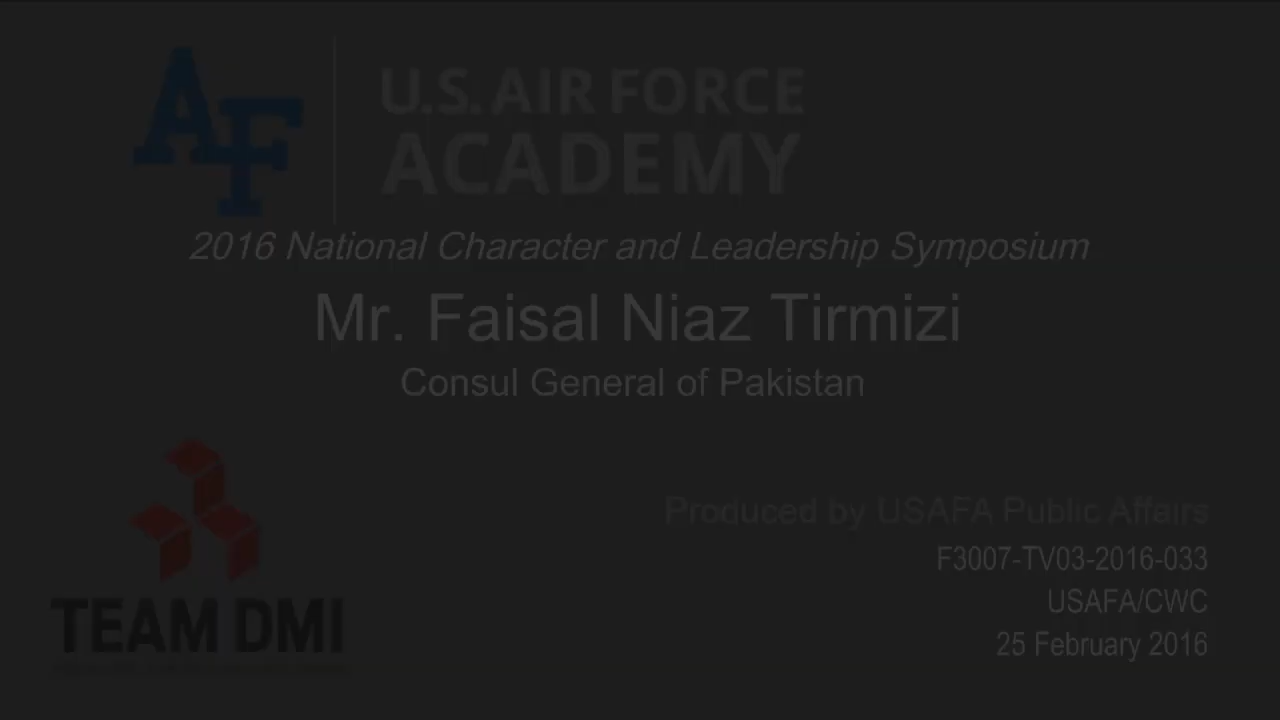 AF
U.S. AIR FORCE
ACADEMY
2016 National Character and Leadership Symposium
Mr. Faisal Niaz Tirmizi
Consul General of Pakistan
Produced by USAFA Public Affairs
F3007-TV03-2016-033
USAFA/CWC
25 February 2016
TEAM DMI